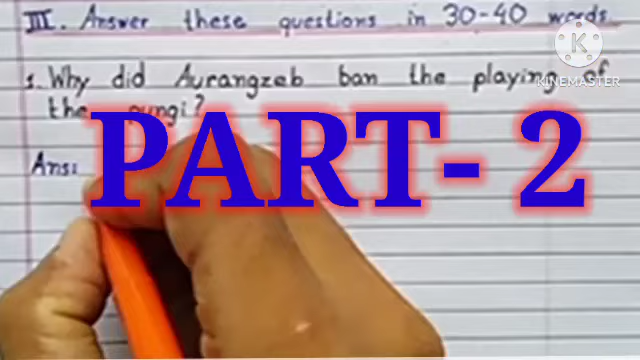 III. Answer these questions in 30-40 words.
1. Why did Aurangzeb ban the playing of
the pungi?
Ans:
PART- 2
KINEMASTER